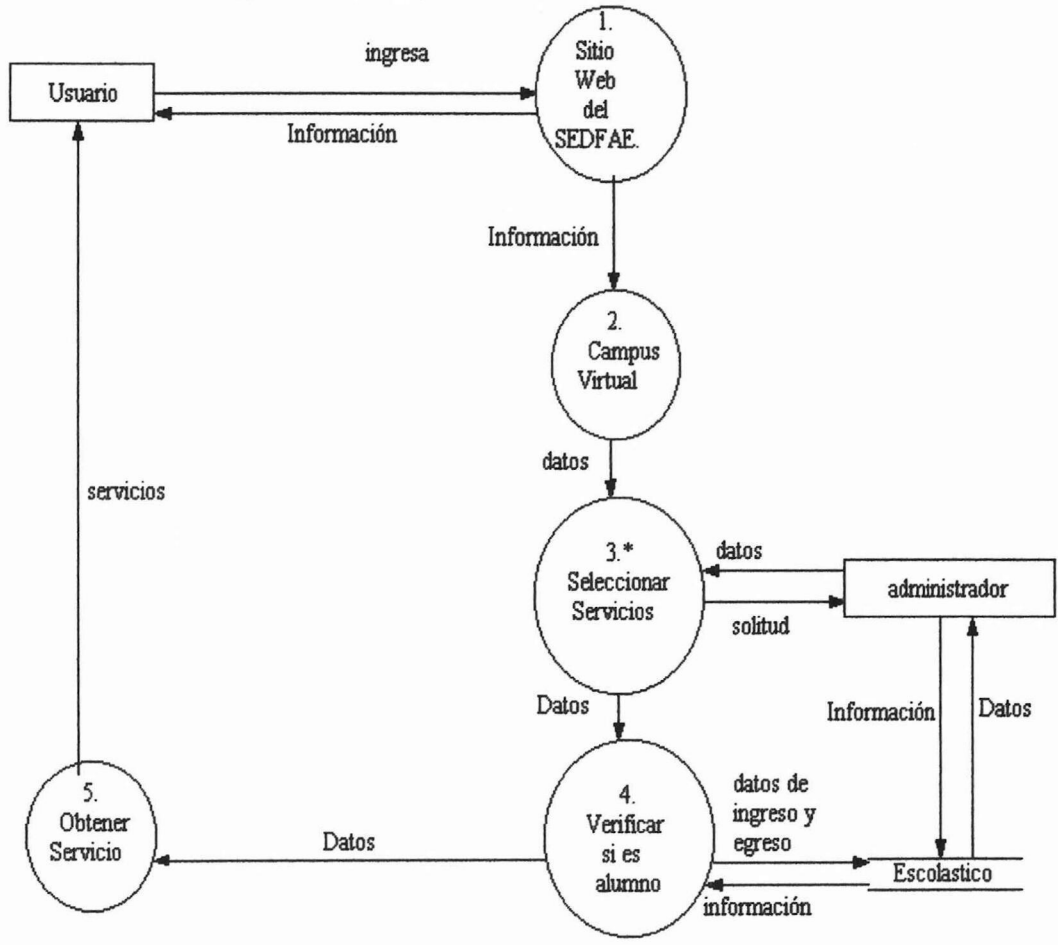 ingresa
Usuario
Información
1.
Sitio
Web
del
SEDFAE.
Información
2.
Campus
Virtual
datos
servicios
3.*
Seleccionar
Servicios
datos
solitud
administrador
Datos
Información
Datos
5.
Obtener
Servicio
Datos
4.
Verificar
si es
alumno
datos de
ingreso y
egreso
Escolastico
información